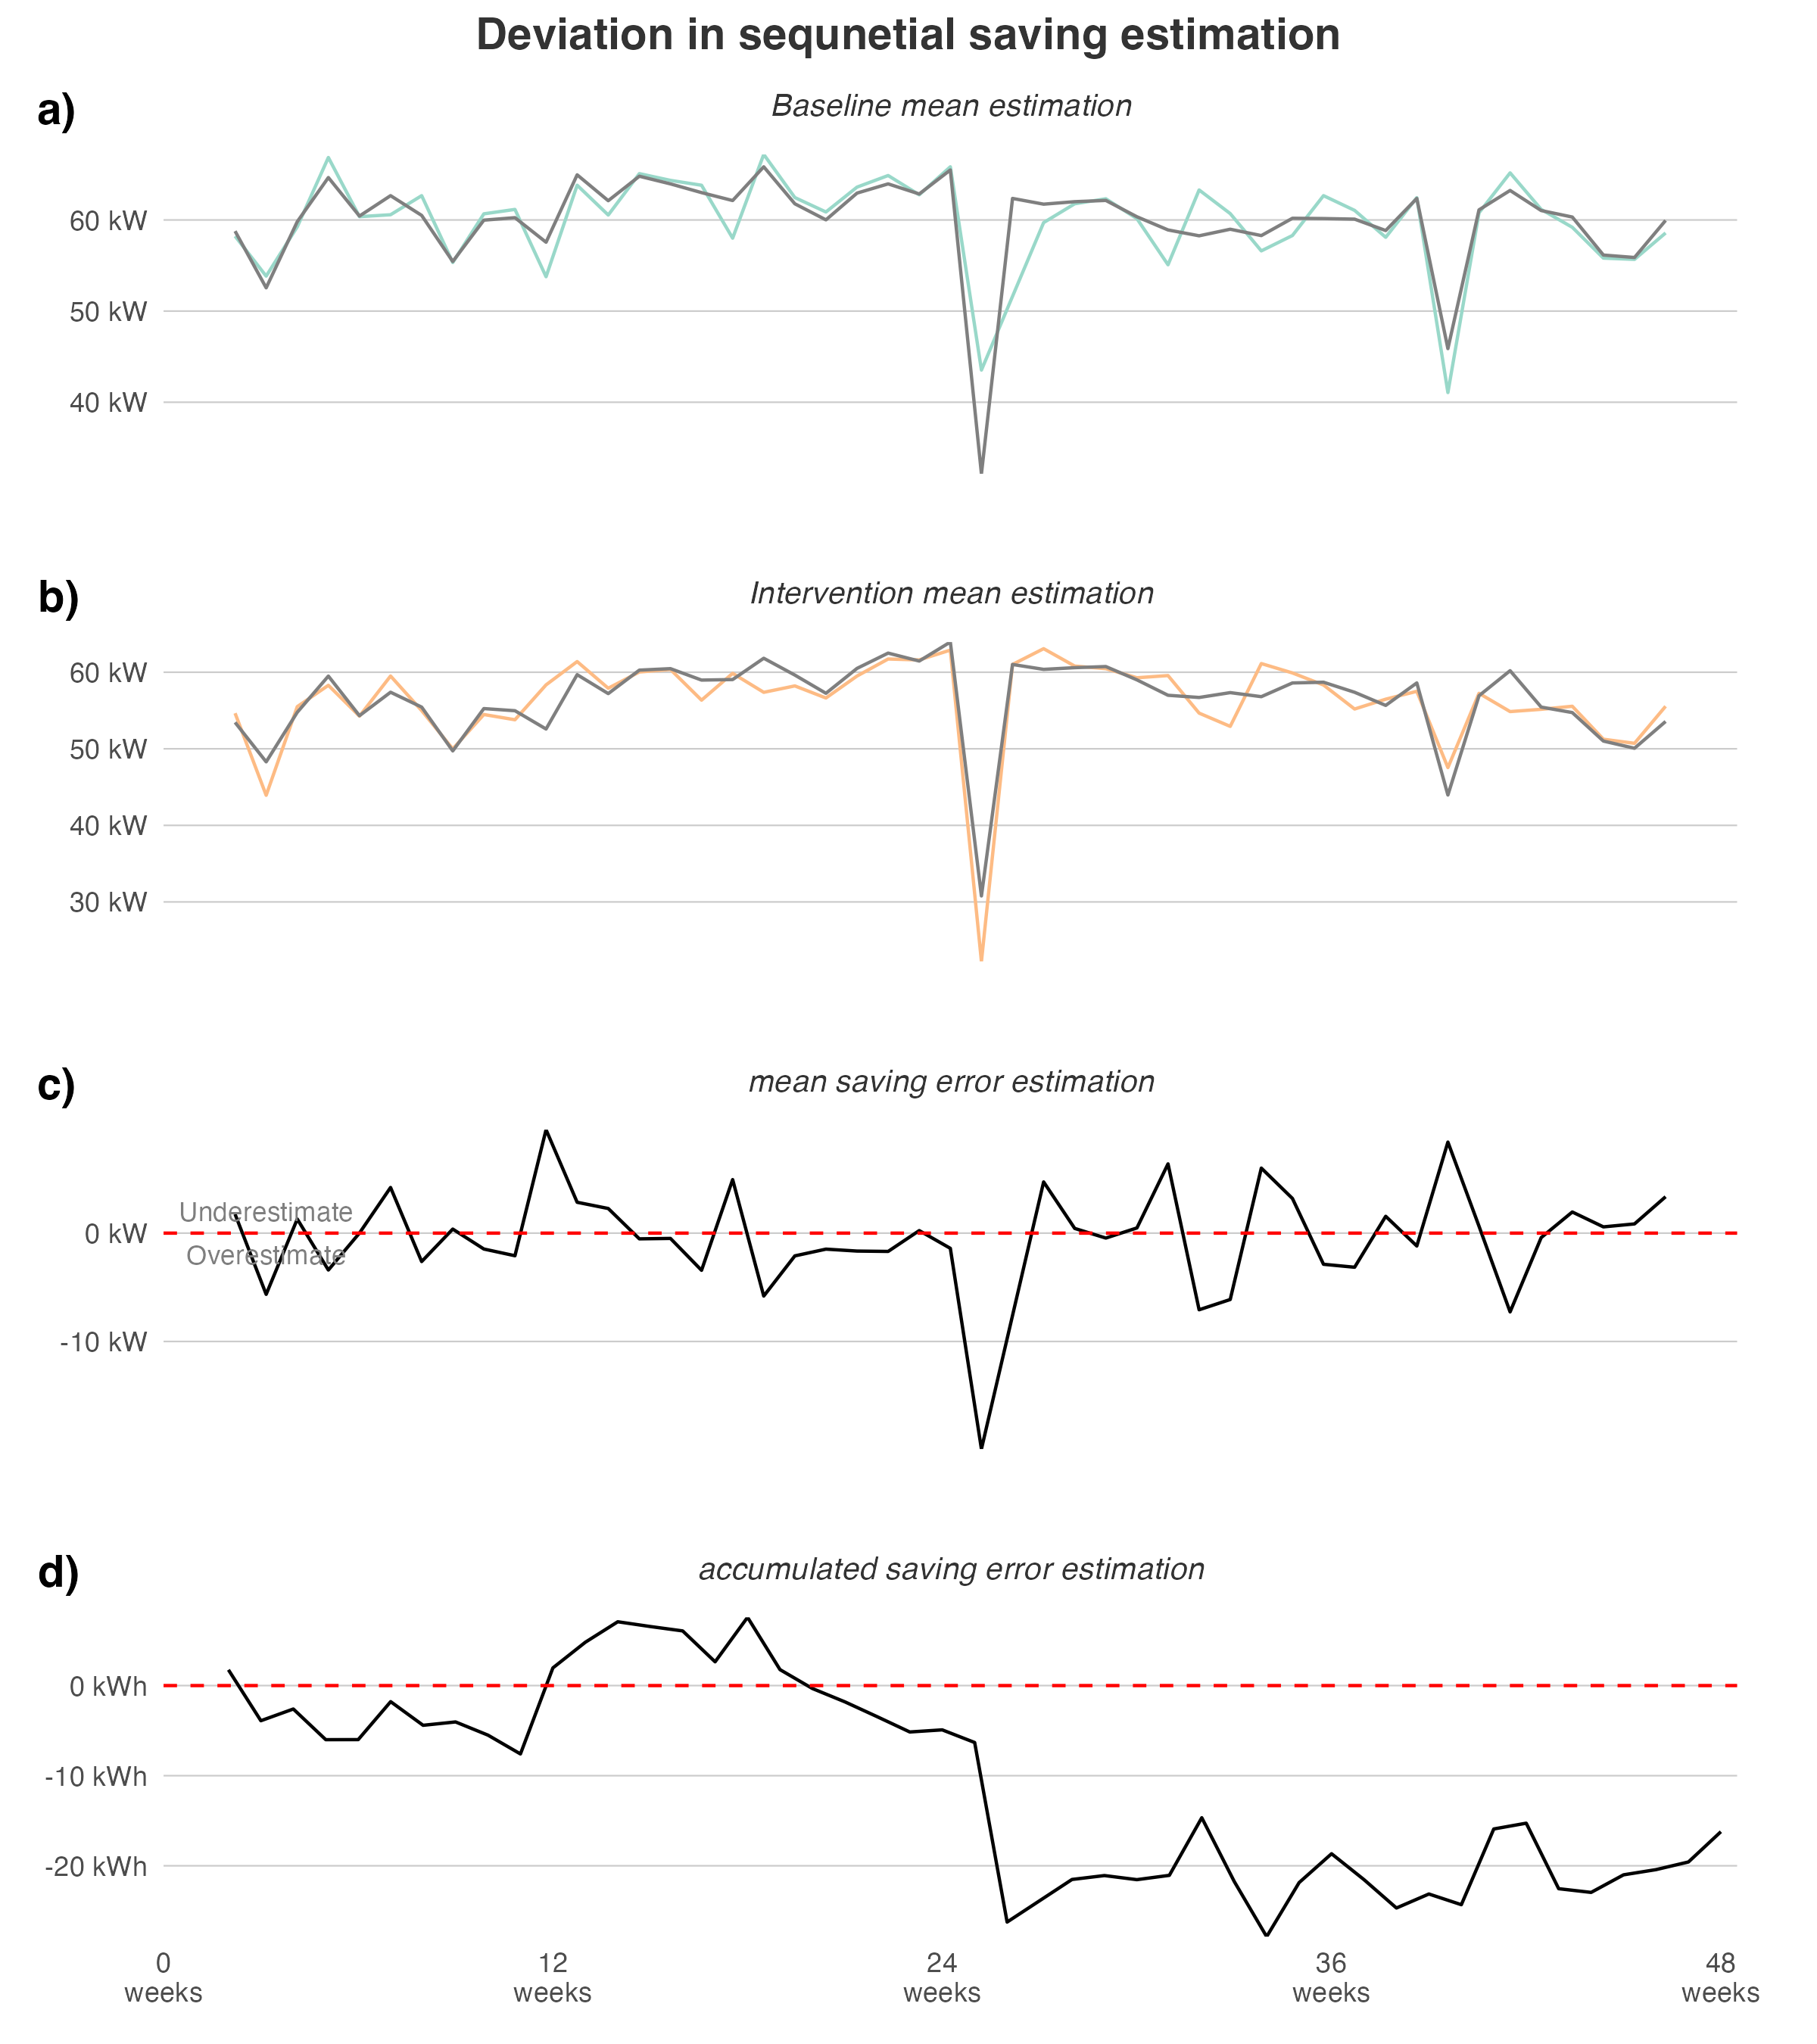 Deviation in sequnetial saving estimation
a)
Baseline mean estimation
60 kW
50 kW
40 kW
b)
Intervention mean estimation
60 kW
50 kW
40 kW
30 kW
c)
mean saving error estimation
Underestimate
0 kW
Overestimate
-10 kW
d)
accumulated saving error estimation
0 kWh
-10 kWh
-20 kWh
0 12 24 36 48
weeks weeks weeks weeks weeks